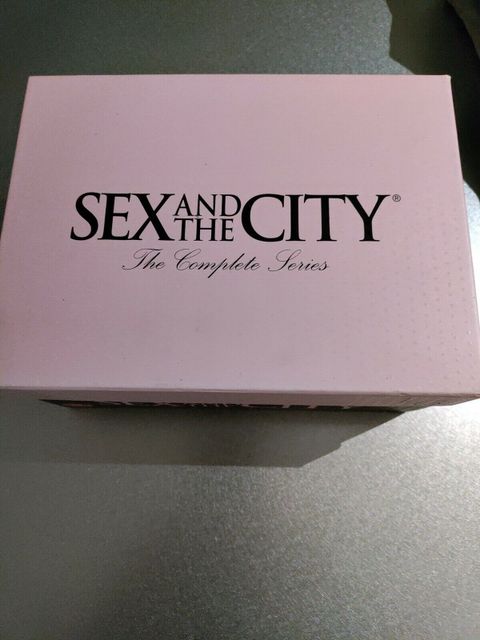 SEX AND THE CITY®
The Complete Series